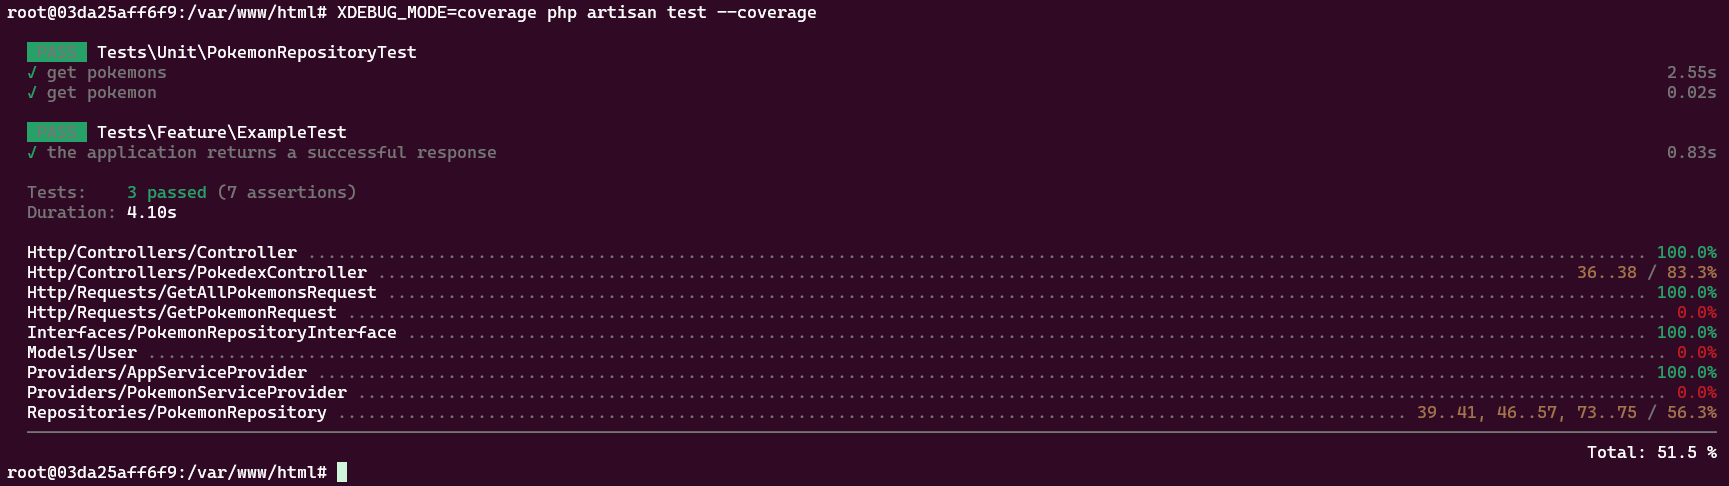 root@03da25aff6f9:/var/www/html# XDEBUG_MODE=coverage php artisan test --coverage
PASS Tests\Unit\PokemonRepositoryTest
✓ get pokemons 2.55s
✓ get pokemon 0.02s
PASS Tests\Feature\ExampleTest
✓ the application returns a successful response 0.83s
Tests: 3 passed (7 assertions)
Duration: 4.10s
Http/Controllers/Controller 100.0%
Http/Controllers/PokedexController 36..38 / 83.3%
Http/Requests/GetAllPokemonsRequest 100.0%
Http/Requests/GetPokemonRequest 0.0%
Interfaces/PokemonRepositoryInterface 100.0%
Models/User 0.0%
Providers/AppServiceProvider 100.0%
Providers/PokemonServiceProvider 0.0%
Repositories/PokemonRepository 39..41, 46..57, 73..75 / 56.3%
Total: 51.5 %
root@03da25aff6f9:/var/www/html#